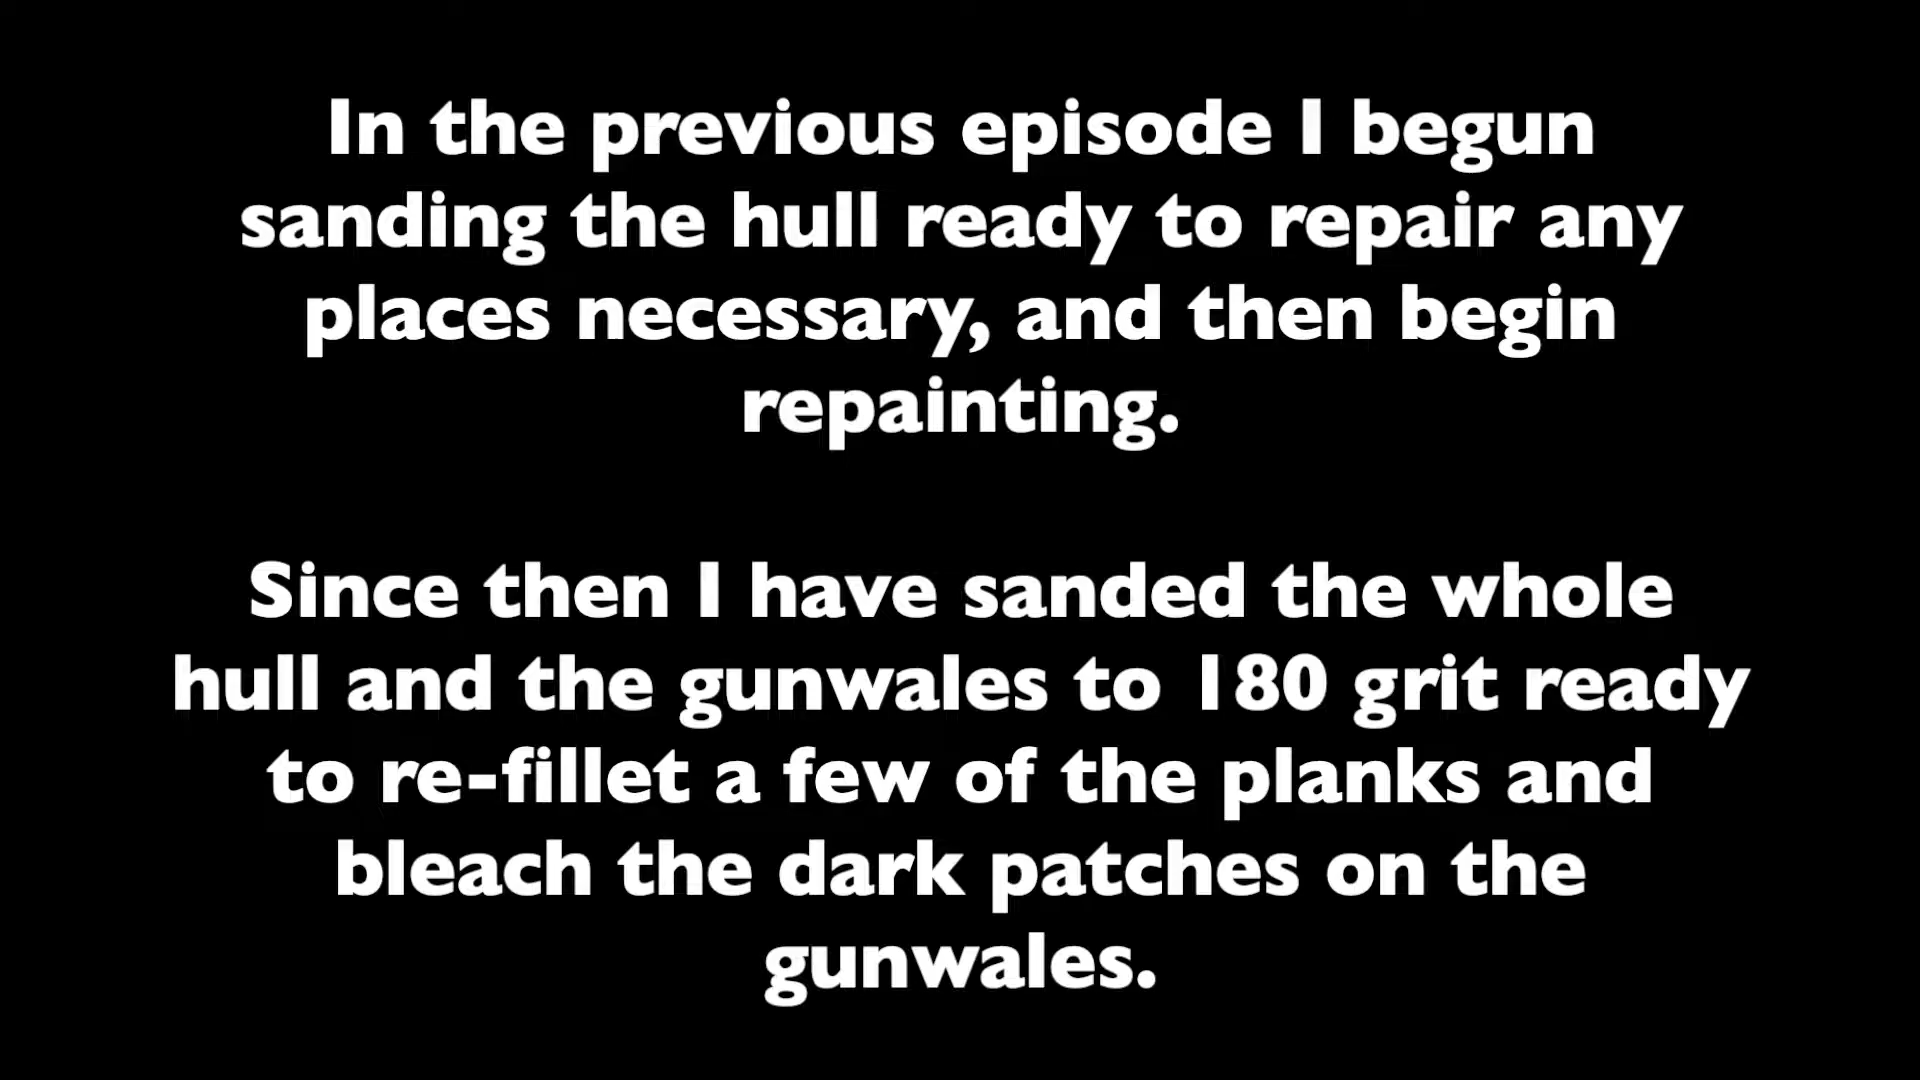 In the previous episode I begun
sanding the hull ready to repair any
places necessary, and then begin
repainting.
Since then I have sanded the whole
hull and the gunwales to 180 grit ready
to re-fillet a few of the planks and
bleach the dark patches on the
gunwales.